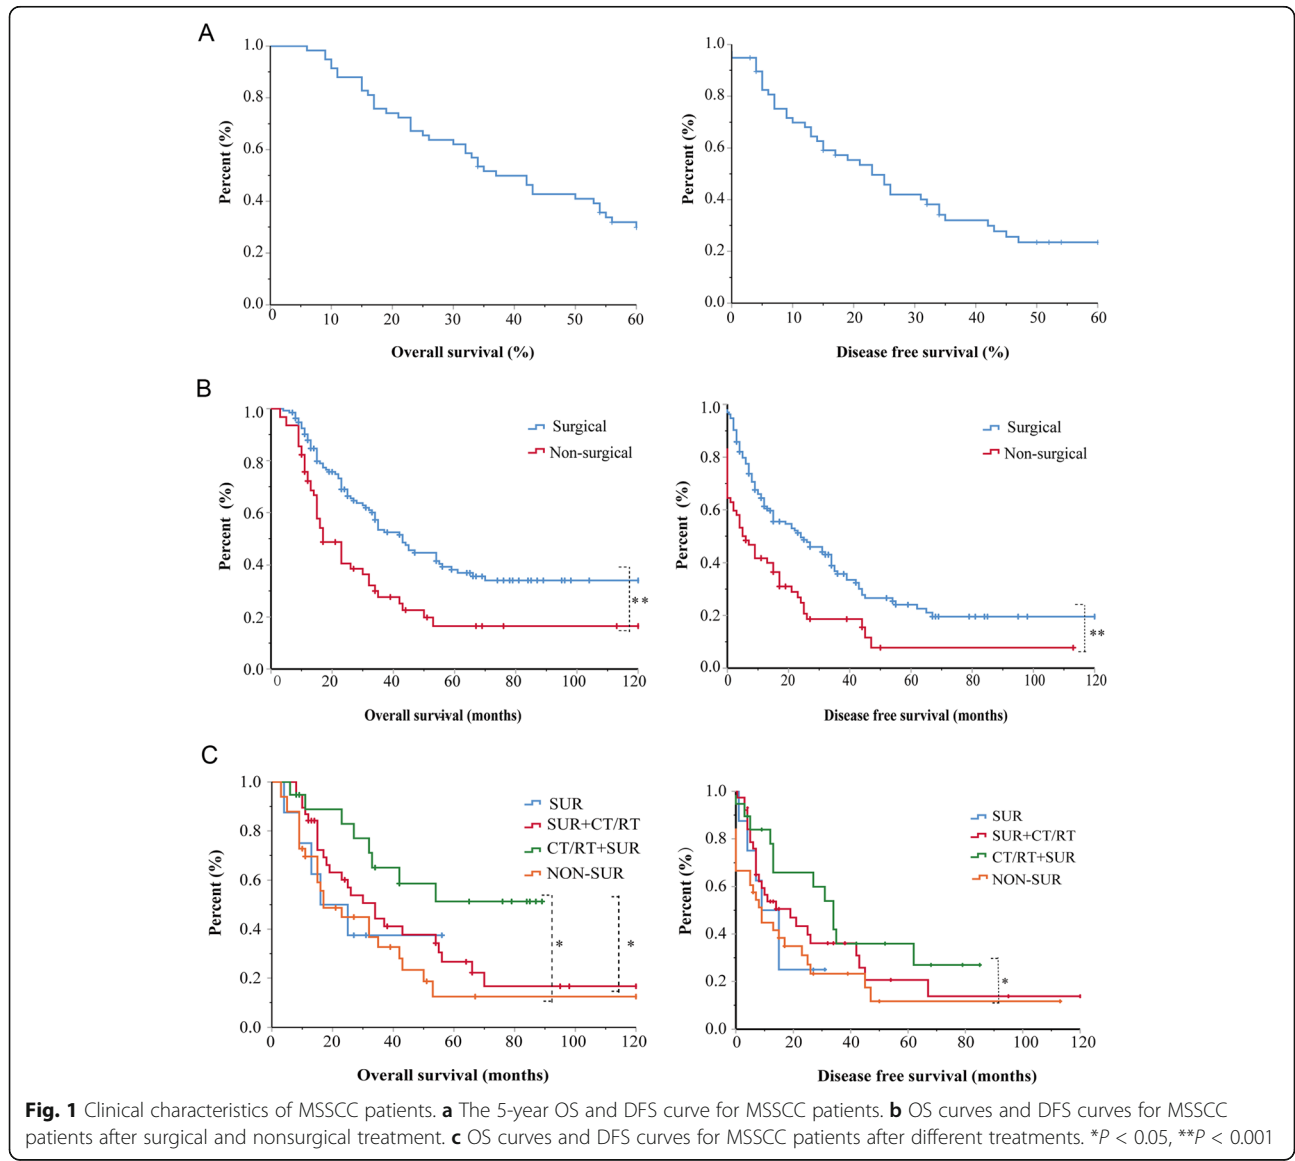 A
1.0
0.8
0.6
0.4
0.2
0.0
Percent (%)
0 10 20 30 40 50 60
Overall survival (%)
1.0
0.8
0.6
0.4
0.2
0.0
Percrent (%)
0 10 20 30 40 50 60
Disease free survival (%)
B
1.0
0.8
0.6
0.4
0.2
0.0
Percent (%)
Surgical
Non-surgical
**
0 20 40 60 80 100 120
Overall survival (months)
1.0
0.8
0.6
0.4
0.2
0.0
Percent (%)
Surgical
Non-surgical
**
0 20 40 60 80 100 120
Disease free survival (months)
C
1.0
0.8
0.6
0.4
0.2
0.0
Percent (%)
SUR
SUR+CT/RT
CT/RT+SUR
NON-SUR
* *
0 20 40 60 80 100 120
Overall survival (months)
1.0
0.8
0.6
0.4
0.2
0.0
Percent (%)
SUR
SUR+CT/RT
CT/RT+SUR
NON-SUR
*
0 20 40 60 80 100 120
Disease free survival (months)
Fig. 1 Clinical characteristics of MSSCC patients. a The 5-year OS and DFS curve for MSSCC patients. b OS curves and DFS curves for MSSCC
patients after surgical and nonsurgical treatment. c OS curves and DFS curves for MSSCC patients after different treatments. *P < 0.05, **P < 0.001